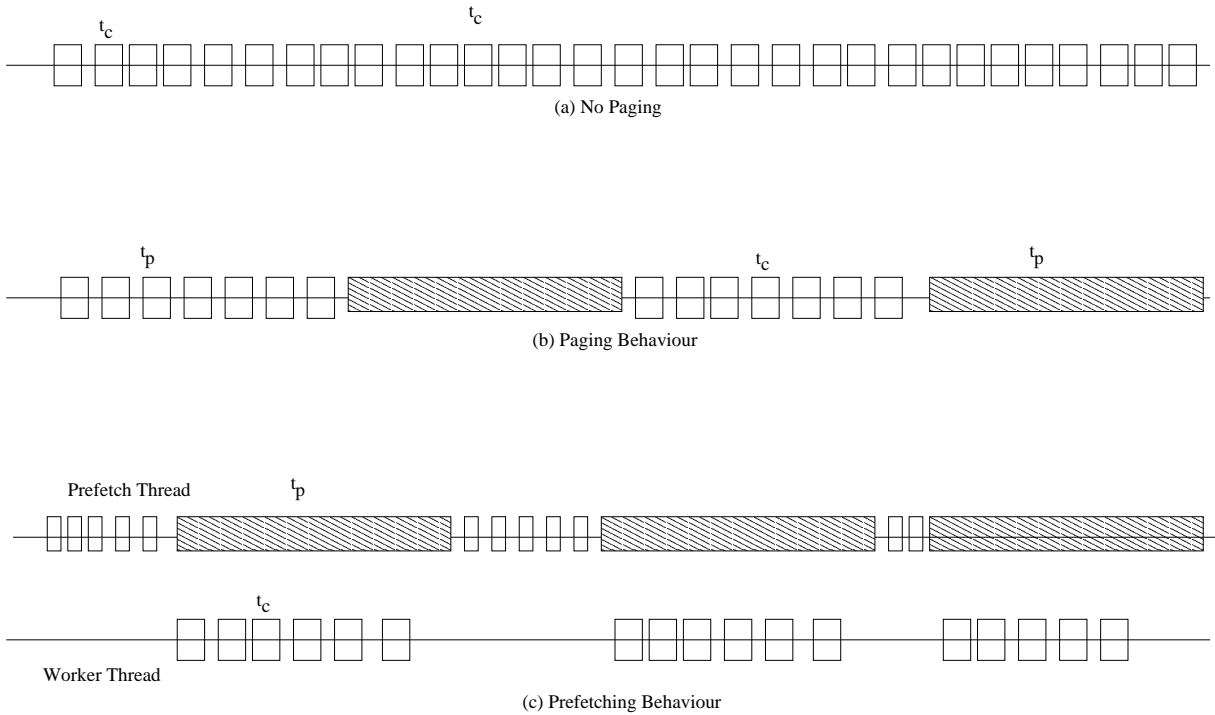 t_c t_c
(a) No Paging
t_p t_c t_p
(b) Paging Behaviour
Prefetch Thread t_p
t_c
Worker Thread
(c) Prefetching Behaviour